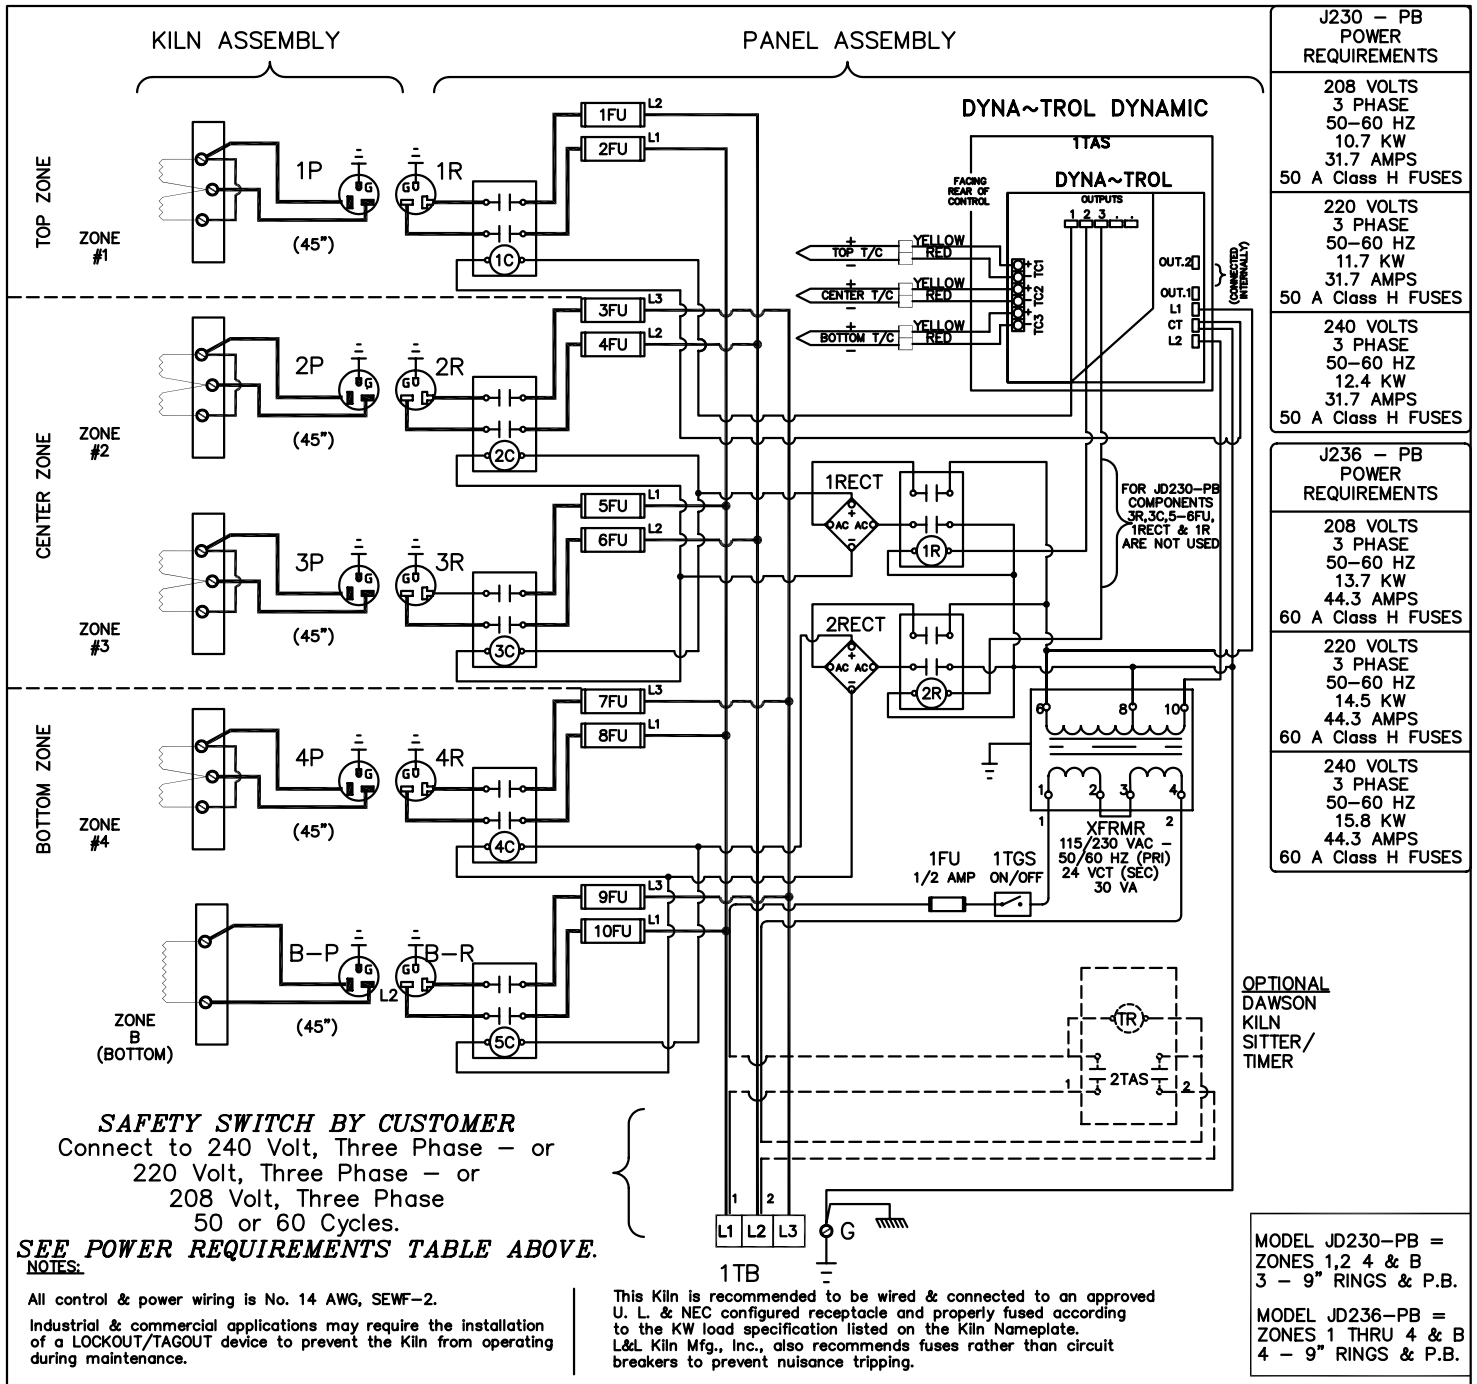 KILN ASSEMBLY
PANEL ASSEMBLY
J230 - PB
POWER
REQUIREMENTS
208 VOLTS
3 PHASE
50-60 HZ
10.7 KW
31.7 AMPS
50 A Class H FUSES
220 VOLTS
3 PHASE
50-60 HZ
11.7 KW
31.7 AMPS
50 A Class H FUSES
240 VOLTS
3 PHASE
50-60 HZ
12.4 KW
31.7 AMPS
50 A Class H FUSES
J236 - PB
POWER
REQUIREMENTS
208 VOLTS
3 PHASE
50-60 HZ
13.7 KW
44.3 AMPS
60 A Class H FUSES
220 VOLTS
3 PHASE
50-60 HZ
14.5 KW
44.3 AMPS
60 A Class H FUSES
240 VOLTS
3 PHASE
50-60 HZ
15.8 KW
44.3 AMPS
60 A Class H FUSES
TOP ZONE
ZONE
#1
1P
G
(45")
G
1R
1C
1FU
L2
2FU
L1
CENTER ZONE
ZONE
#2
2P
G
(45")
G
2R
2C
3FU
L3
4FU
L2
ZONE
#3
3P
G
(45")
G
3R
3C
5FU
L1
6FU
L2
BOTTOM ZONE
ZONE
#4
4P
G
(45")
G
4R
4C
7FU
L3
8FU
L1
ZONE
B
(BOTTOM)
B-P
G
L2
(45")
G
B-R
5C
9FU
L3
10FU
L1
DYNA~TROL DYNAMIC
1TAS
FACING
REAR OF
CONTROL
DYNA~TROL
OUTPUTS
1 2 3 . .
+
TOP T/C
-
YELLOW
RED
+
CENTER T/C
-
YELLOW
RED
+
BOTTOM T/C
-
YELLOW
RED
+
-
TC1
+
-
TC2
+
-
TC3
OUT.2
OUT.1
L1
CT
L2
(CONNECTED
INTERNALLY)
1RECT
+
AC AC
-
1R
FOR JD230-PB
COMPONENTS
3R,3C,5-6FU,
1RECT & 1R
ARE NOT USED
2RECT
+
AC AC
-
2R
6 8 10
1 2 3 4
1 2
XFRMR
115/230 VAC -
50/60 HZ (PRI)
24 VCT (SEC)
30 VA
1FU
1/2 AMP
1TGS
ON/OFF
TR
1 2TAS 2
OPTIONAL
DAWSON
KILN
SITTER/
TIMER
SAFETY SWITCH BY CUSTOMER
Connect to 240 Volt, Three Phase - or
220 Volt, Three Phase - or
208 Volt, Three Phase
50 or 60 Cycles.
SEE POWER REQUIREMENTS TABLE ABOVE.
1 2
L1 L2 L3
G
1TB
NOTES:
All control & power wiring is No. 14 AWG, SEWF-2.
Industrial & commercial applications may require the installation
of a LOCKOUT/TAGOUT device to prevent the Kiln from operating
during maintenance.
This Kiln is recommended to be wired & connected to an approved
U. L. & NEC configured receptacle and properly fused according
to the KW load specification listed on the Kiln Nameplate.
L&L Kiln Mfg., Inc., also recommends fuses rather than circuit
breakers to prevent nuisance tripping.
MODEL JD230-PB =
ZONES 1,2 4 & B
3 - 9" RINGS & P.B.
MODEL JD236-PB =
ZONES 1 THRU 4 & B
4 - 9" RINGS & P.B.